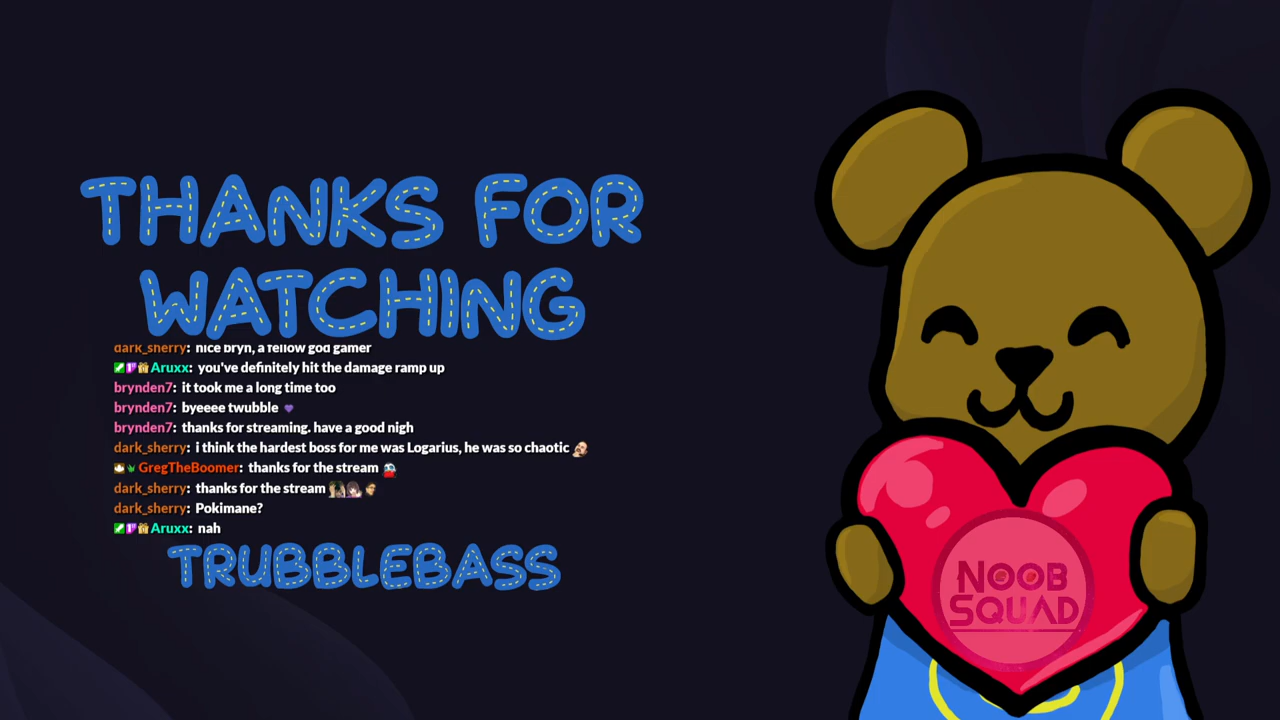 THANKS FOR
WATCHING
dark_sherry: nice bryn, a fellow god gamer
Aruxx: you've definitely hit the damage ramp up
brynden7: it took me a long time too
brynden7: byeeee twubble
brynden7: thanks for streaming. have a good nigh
dark_sherry: i think the hardest boss for me was Logarius, he was so chaotic
GregTheBoomer: thanks for the stream
dark_sherry: thanks for the stream
dark_sherry: Pokimane?
Aruxx: nah
TRUBBLEBASS
NOOB
SQUAD